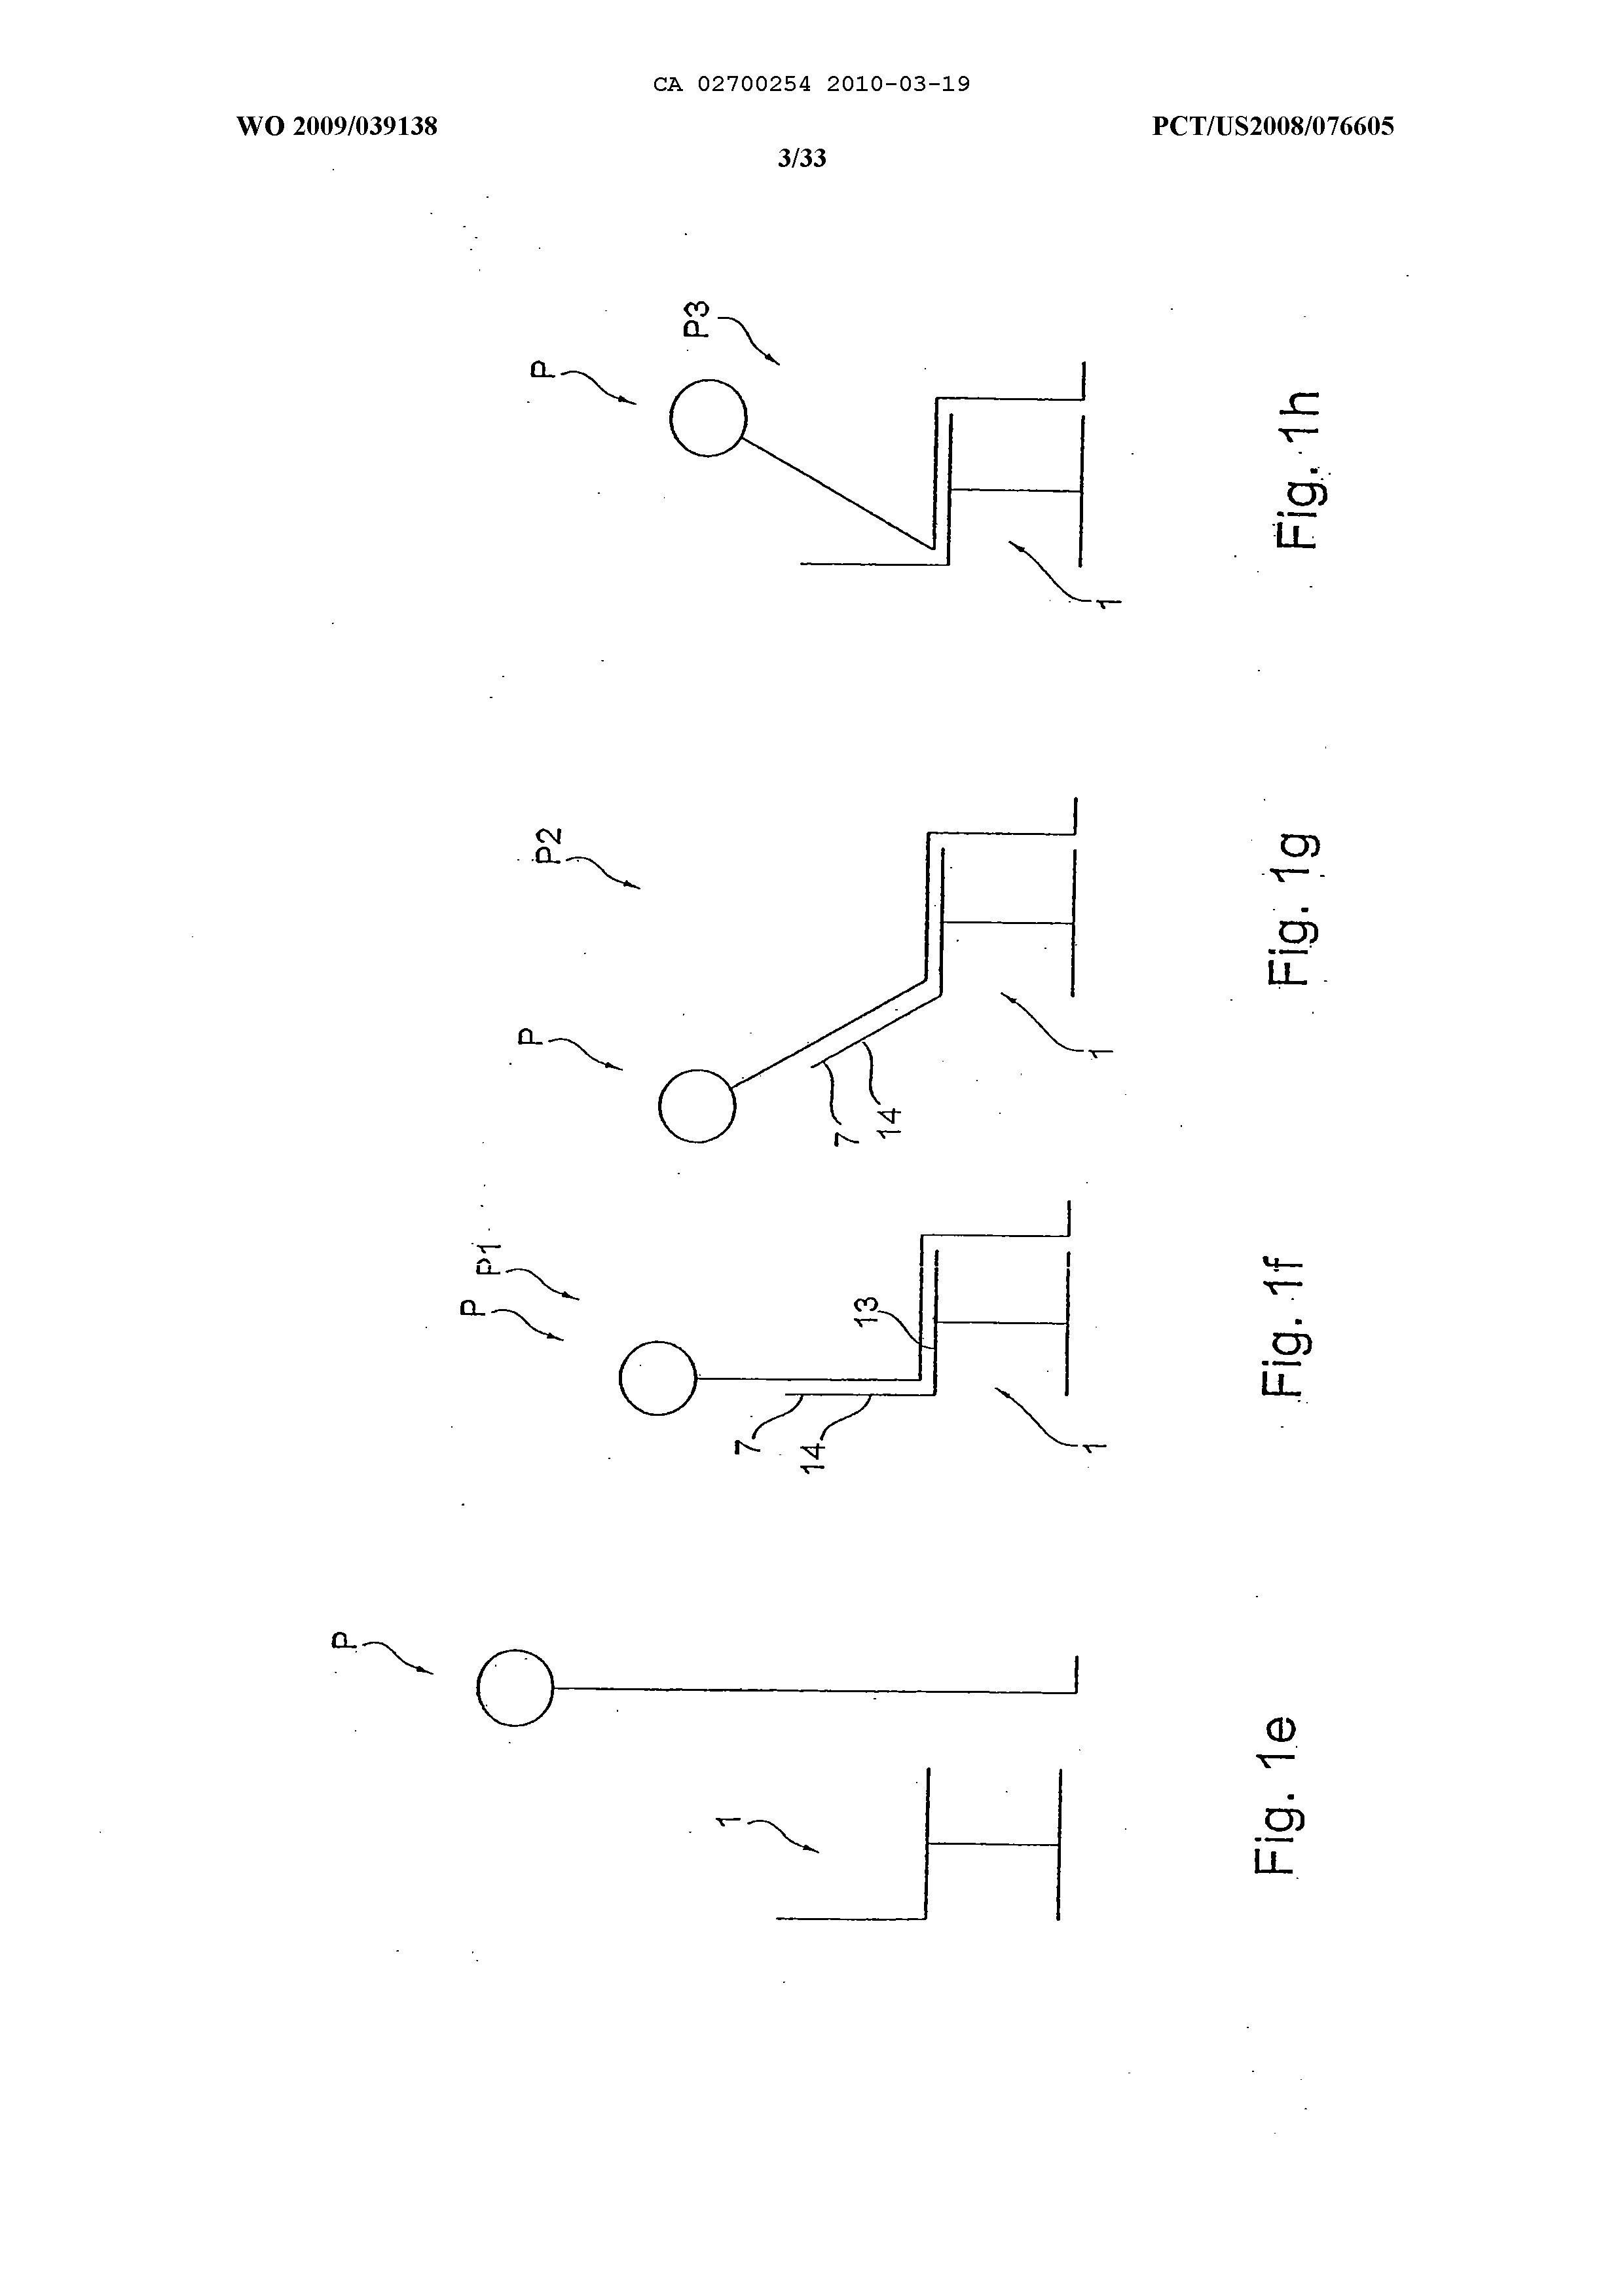 CA 02700254 2010-03-19
WO 2009/039138
PCT/US2008/076605
3/33
P
1
Fig. 1e
P1
P
13
7
14
1
Fig. 1f
P2
P
7
14
1
Fig. 1g
P3
P
1
Fig. 1h